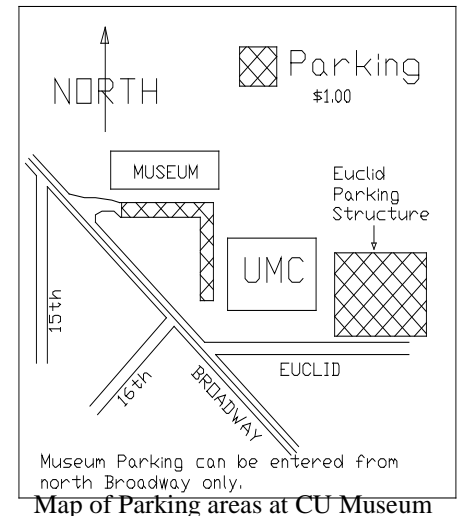 NORTH
Parking
$1.00
MUSEUM
Euclid
Parking
Structure
UMC
15th
16th
BROADWAY
EUCLID
Museum Parking can be entered from
north Broadway only.
Map of Parking areas at CU Museum